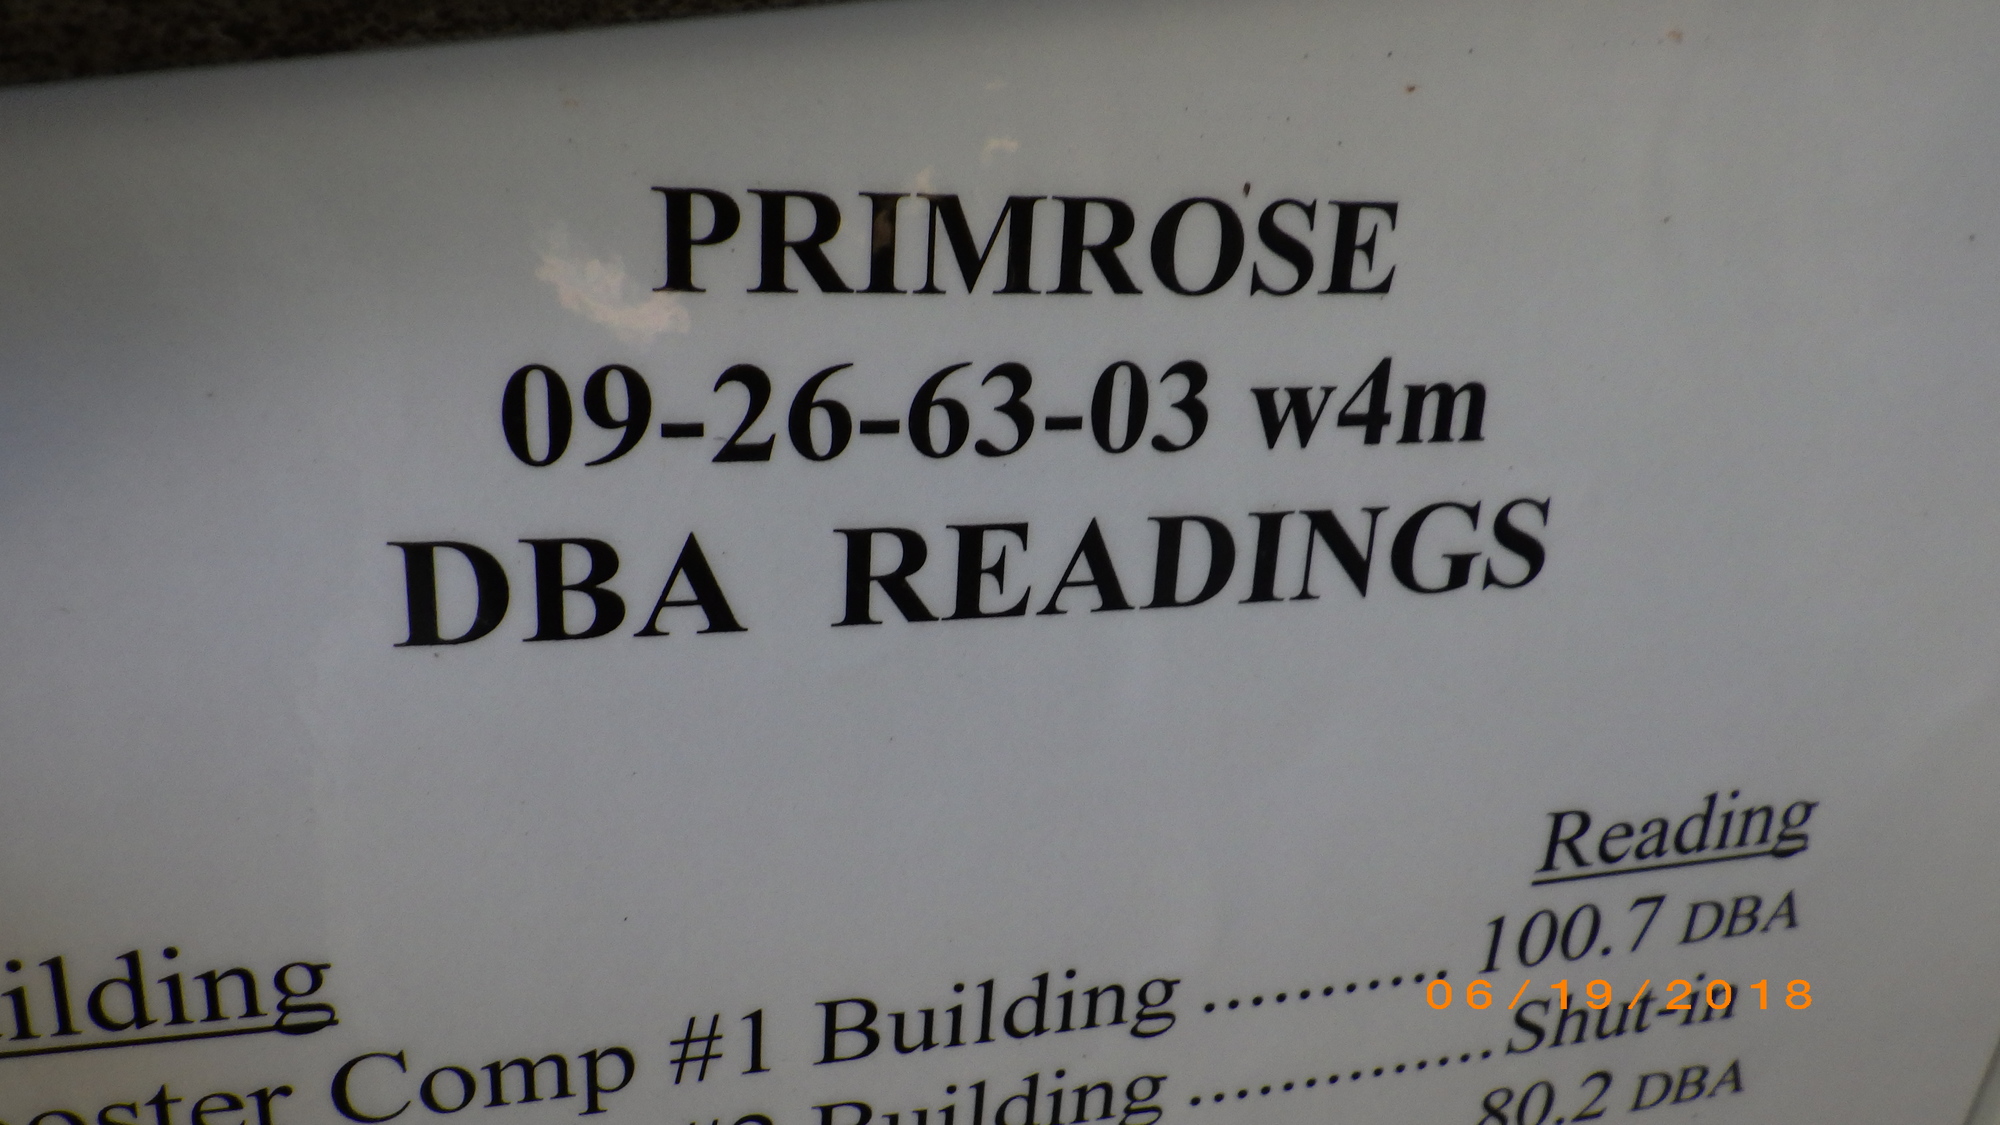 PRIMROSE
09-26-63-03 w4m
DBA READINGS
Reading
Comp #1 Building .......... 100.7 DBA
06/19/2018
Building ............. Shut-in
80.2 DBA